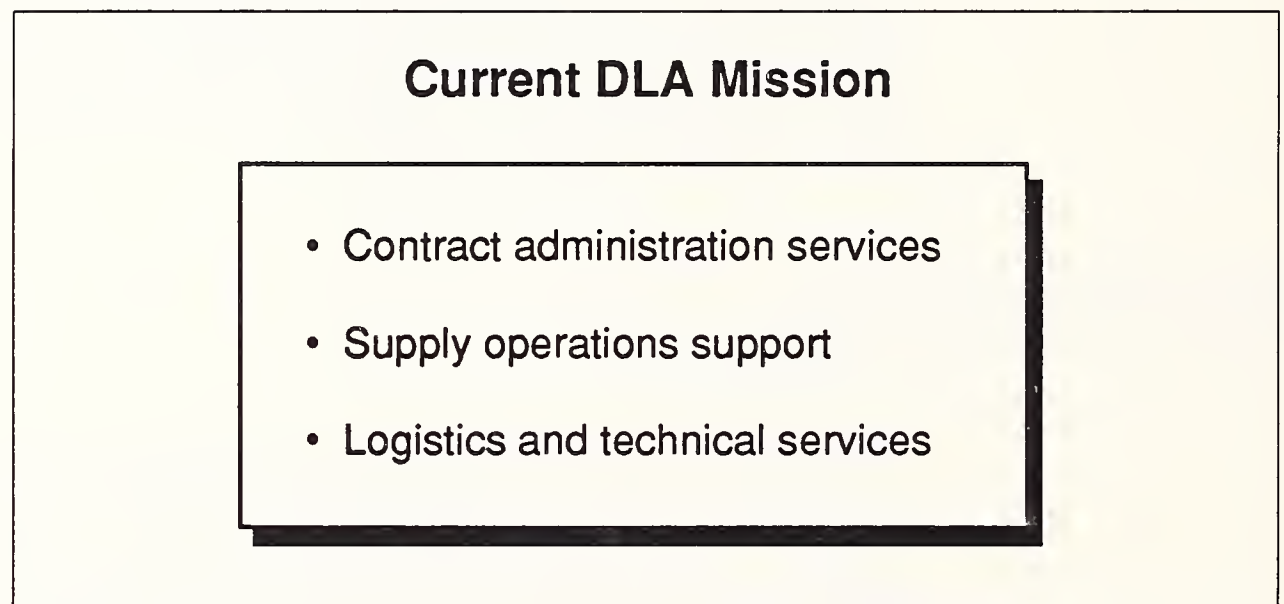 Current DLA Mission
• Contract administration services
• Supply operations support
• Logistics and technical services